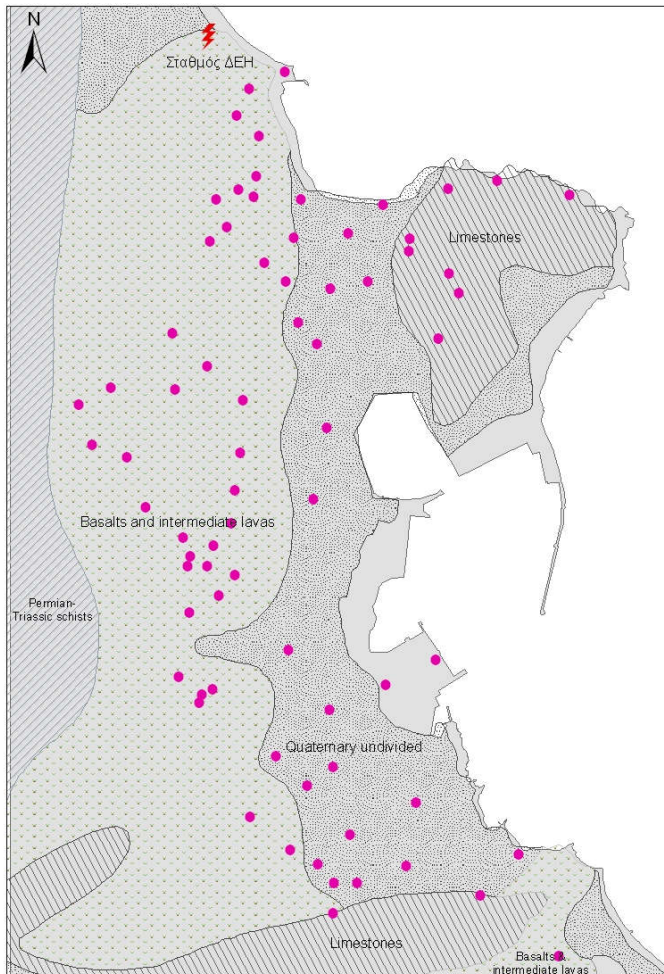 N
Σταθμός ΔΕΗ
Limestones
Basalts and intermediate lavas
Permian-
Triassic schists
Quaternary undivided
Limestones
Basalts &
intermediate lavas